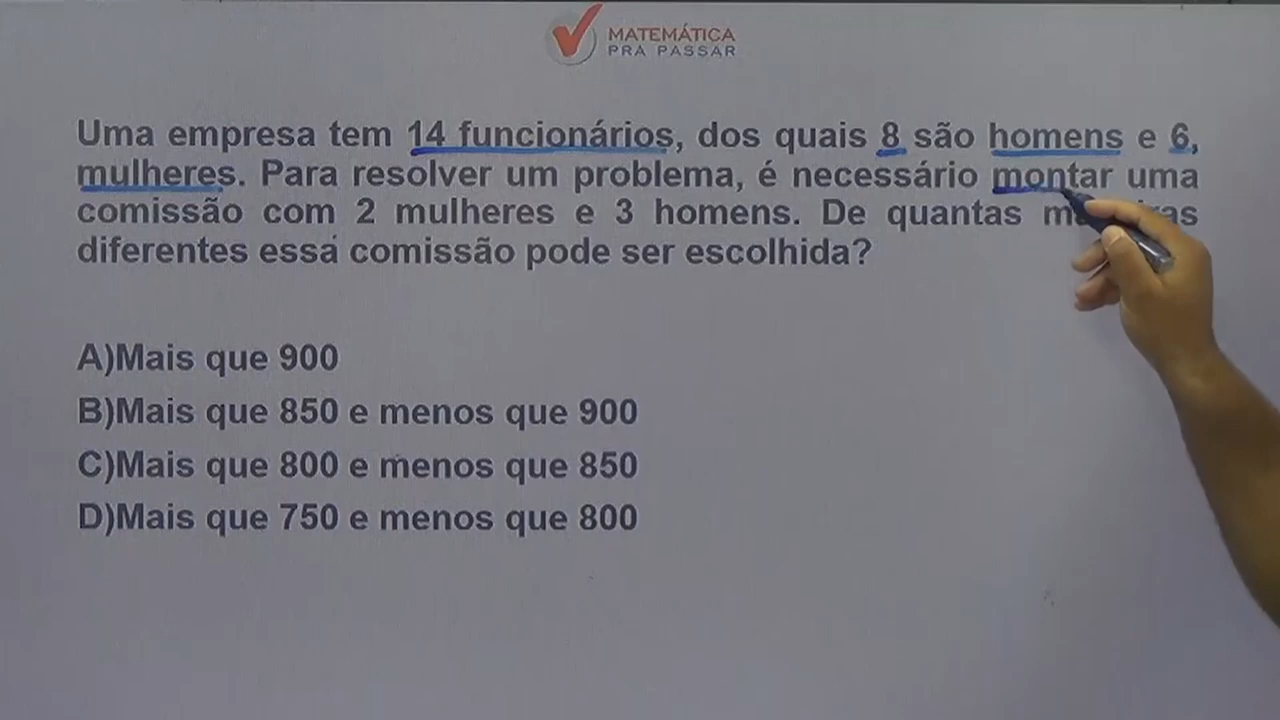 MATEMÁTICA
PRA PASSAR
Uma empresa tem 14 funcionários, dos quais 8 são homens e 6,
mulheres. Para resolver um problema, é necessário montar uma
comissão com 2 mulheres e 3 homens. De quantas
diferentes essa comissão pode ser escolhida?
A)Mais que 900
B)Mais que 850 e menos que 900
C)Mais que 800 e menos que 850
D)Mais que 750 e menos que 800